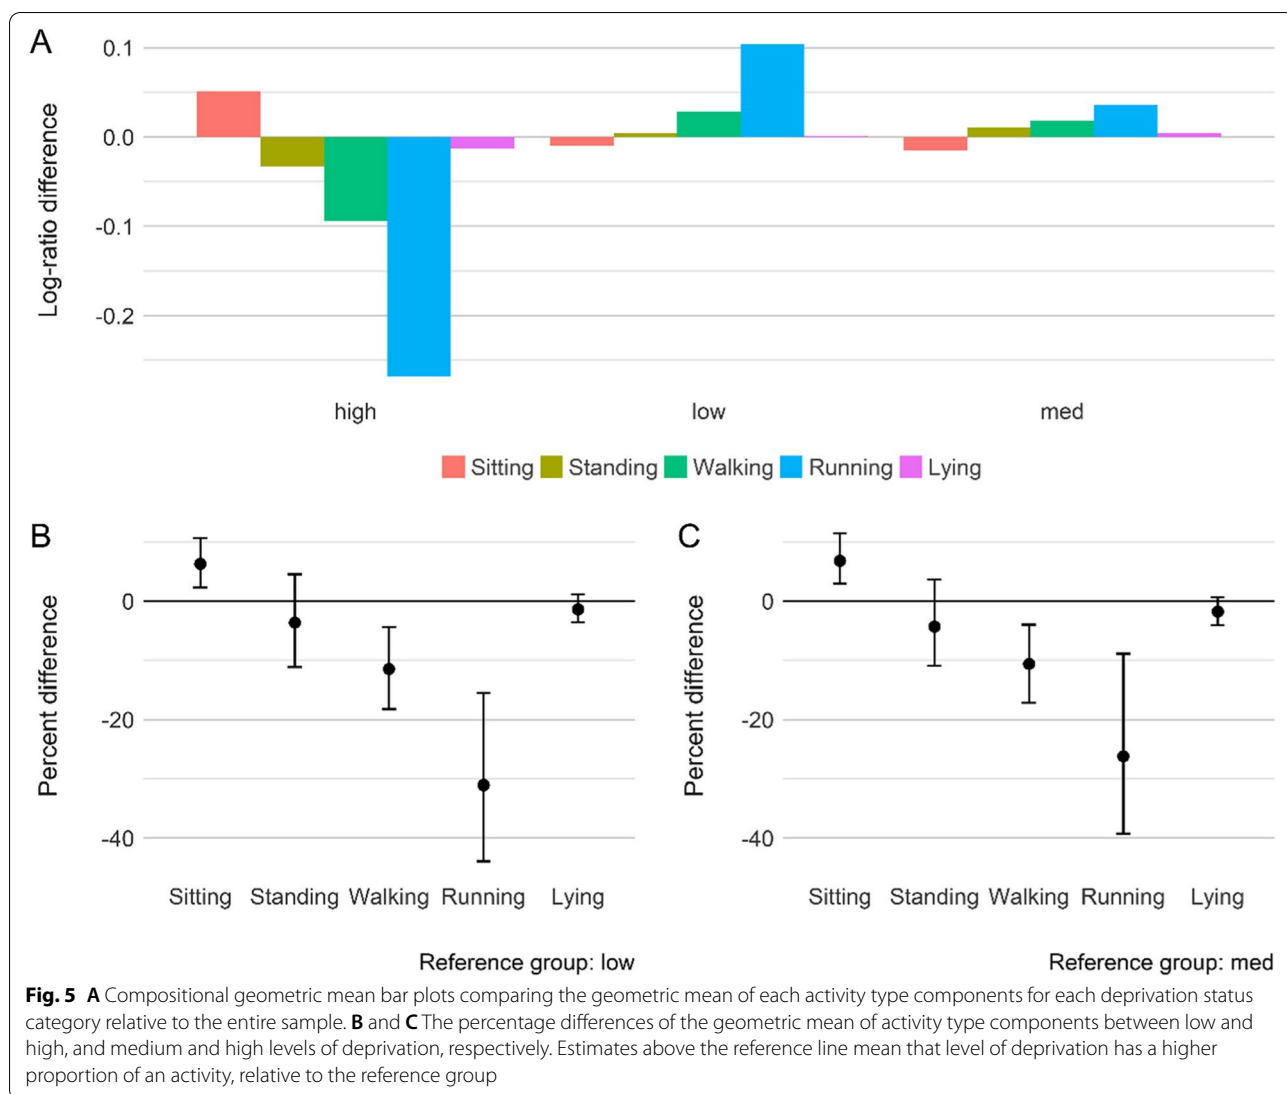 A
Log-ratio difference
0.1
0.0
-0.1
-0.2
high low med
Sitting Standing Walking Running Lying
B
Percent difference
0
-20
-40
Sitting Standing Walking Running Lying
Reference group: low
C
Percent difference
0
-20
-40
Sitting Standing Walking Running Lying
Reference group: med
Fig. 5 A Compositional geometric mean bar plots comparing the geometric mean of each activity type components for each deprivation status
category relative to the entire sample. B and C The percentage differences of the geometric mean of activity type components between low and
high, and medium and high levels of deprivation, respectively. Estimates above the reference line mean that level of deprivation has a higher
proportion of an activity, relative to the reference group